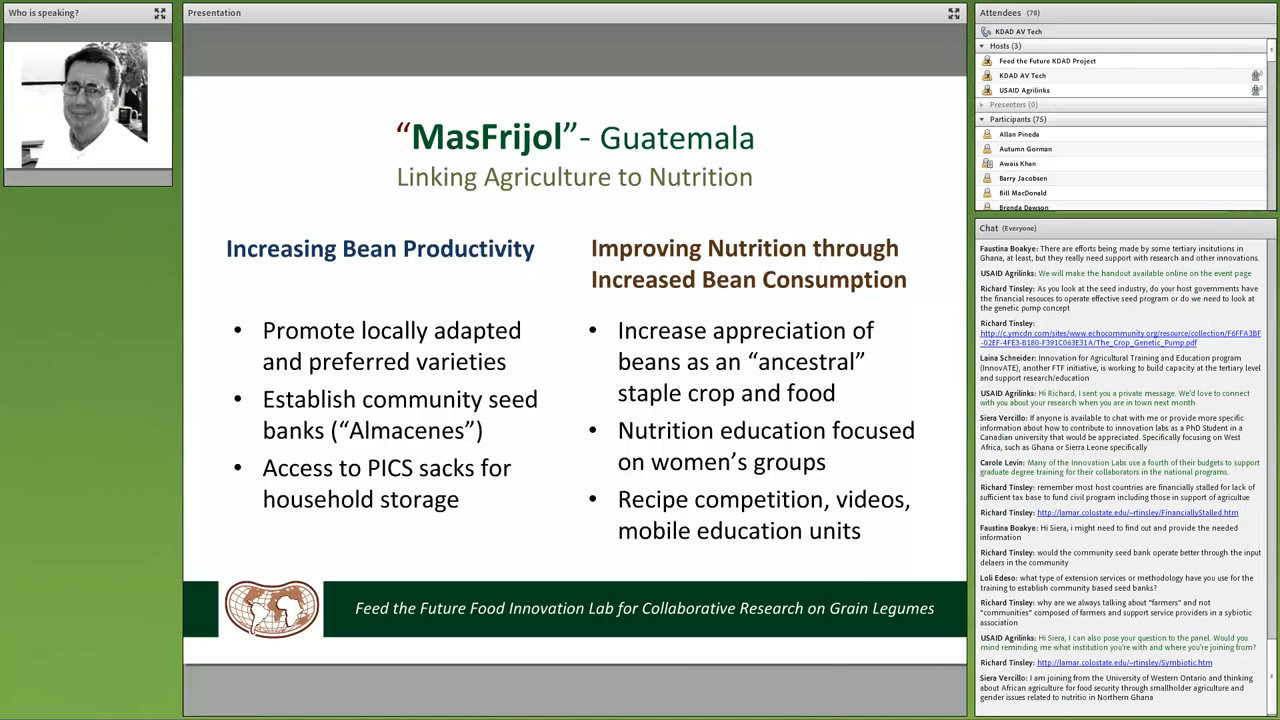 Who is speaking?
Presentation
“MasFrijol”- Guatemala
Linking Agriculture to Nutrition
Increasing Bean Productivity
• Promote locally adapted
and preferred varieties
• Establish community seed
banks (“Almacenes”)
• Access to PICS sacks for
household storage
Improving Nutrition through
Increased Bean Consumption
• Increase appreciation of
beans as an “ancestral”
staple crop and food
• Nutrition education focused
on women’s groups
• Recipe competition, videos,
mobile education units
Feed the Future Food Innovation Lab for Collaborative Research on Grain Legumes
Attendees (78)
KDAD AV Tech
Hosts (3)
Feed the Future KDAD Project
KDAD AV Tech
USAID Agrilinks
Presenters (0)
Participants (75)
Allan Pineda
Autumn Gorman
Awais Khan
Barry Jacobsen
Bill MacDonald
Brenda Dawson
Chat (Everyone)
Faustina Boakye: There are efforts being made by some tertiary insitutions in
Ghana, at least, but they really need support with research and other innovations.
USAID Agrilinks: We will make the handout available online on the event page
Richard Tinsley: As you look at the seed industry, do your host governments have
the financial resouces to operate effective seed program or do we need to look at
the genetic pump concept
Richard Tinsley:
http://c.ymcdn.com/sites/www.echocommunity.org/resource/collection/F6FFA3BF
-02EF-4FE3-B180-F391C063E31A/The_Crop_Genetic_Pump.pdf
Laina Schneider: Innovation for Agricultural Training and Education program
(InnovATE), another FTF initiative, is working to build capacity at the tertiary level
and support research/education
USAID Agrilinks: Hi Richard, I sent you a private message. We'd love to connect
with you about your research when you are in town next month
Siera Vercillo: If anyone is available to chat with me or provide more specific
information about how to contribute to innovation labs as a PhD Student in a
Canadian university that would be appreciated. Specifically focusing on West
Africa, such as Ghana or Sierra Leone specifically
Carole Levin: Many of the Innovation Labs use a fourth of their budgets to support
graduate degree training for their collaborators in the national programs.
Richard Tinsley: remember most host countries are financially stalled for lack of
sufficient tax base to fund civil program including those in support of agricultue
Richard Tinsley: http://lamar.colostate.edu/~rtinsley/FinanciallyStalled.htm
Faustina Boakye: Hi Siera, i might need to find out and provide the needed
information
Richard Tinsley: would the community seed bank operate better through the input
delaers in the community
Loli Edeso: what type of extension services or methodology have you use for the
training to establish community based seed banks?
Richard Tinsley: why are we always talking about "farmers" and not
"communities" composed of farmers and support service providers in a sybiotic
association
USAID Agrilinks: Hi Siera, I can also pose your question to the panel. Would you
mind reminding me what institution you're with and where you're joining from?
Richard Tinsley: http://lamar.colostate.edu/~rtinsley/Symbiotic.htm
Siera Vercillo: I am joining from the University of Western Ontario and thinking
about African agriculture for food security through smallholder agriculture and
gender issues related to nutritio in Northern Ghana